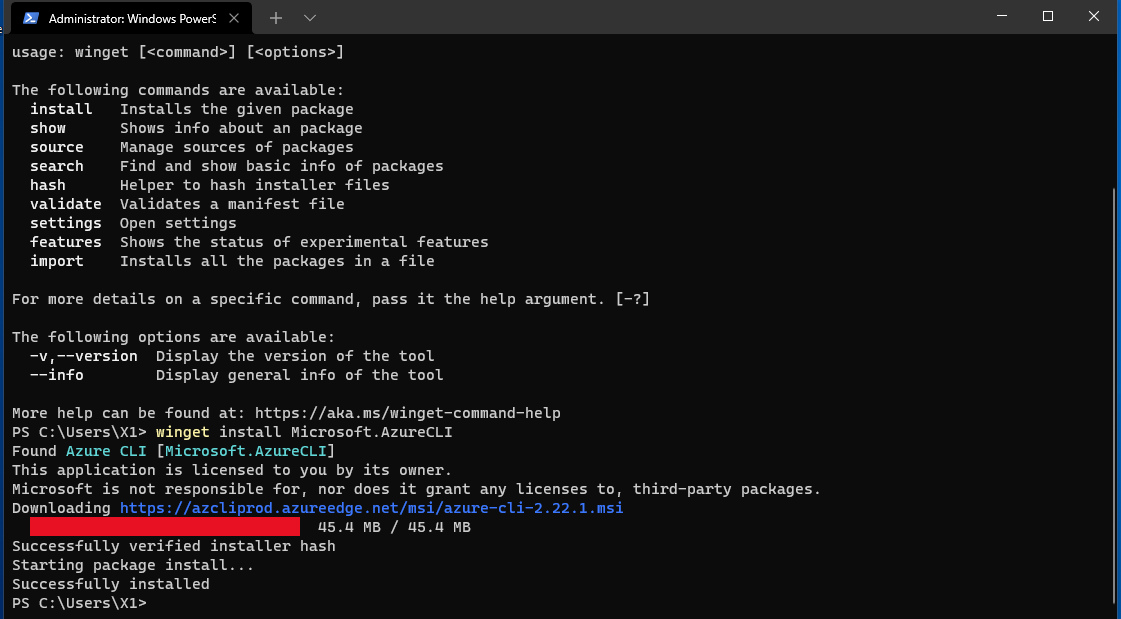 Administrator: Windows PowerS
usage: winget [<command>] [<options>]
The following commands are available:
install Installs the given package
show Shows info about an package
source Manage sources of packages
search Find and show basic info of packages
hash Helper to hash installer files
validate Validates a manifest file
settings Open settings
features Shows the status of experimental features
import Installs all the packages in a file
For more details on a specific command, pass it the help argument. [-?]
The following options are available:
-v,--version Display the version of the tool
--info Display general info of the tool
More help can be found at: https://aka.ms/winget-command-help
PS C:\Users\X1> winget install Microsoft.AzureCLI
Found Azure CLI [Microsoft.AzureCLI]
This application is licensed to you by its owner.
Microsoft is not responsible for, nor does it grant any licenses to, third-party packages.
Downloading https://azcliprod.azureedge.net/msi/azure-cli-2.22.1.msi
45.4 MB / 45.4 MB
Successfully verified installer hash
Starting package install...
Successfully installed
PS C:\Users\X1>